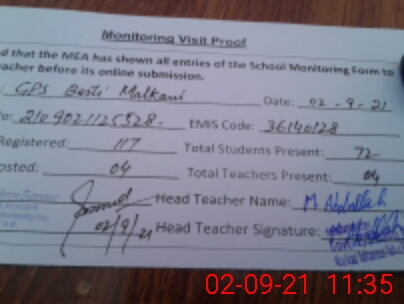 Monitoring Visit Proof
d that the MEA has shown all entries of the School Monitoring Form to
eacher before its online submission.
: GPS Basti Malkani Date: 02-9-21
o: 2109021125328- EMIS Code: 36140128
Registered: 117 Total Students Present: 72
osted: 04 Total Teachers Present: 04
Head Teacher Name: M Abdullah
02/9/21 Head Teacher Signature:
02-09-21 11:35